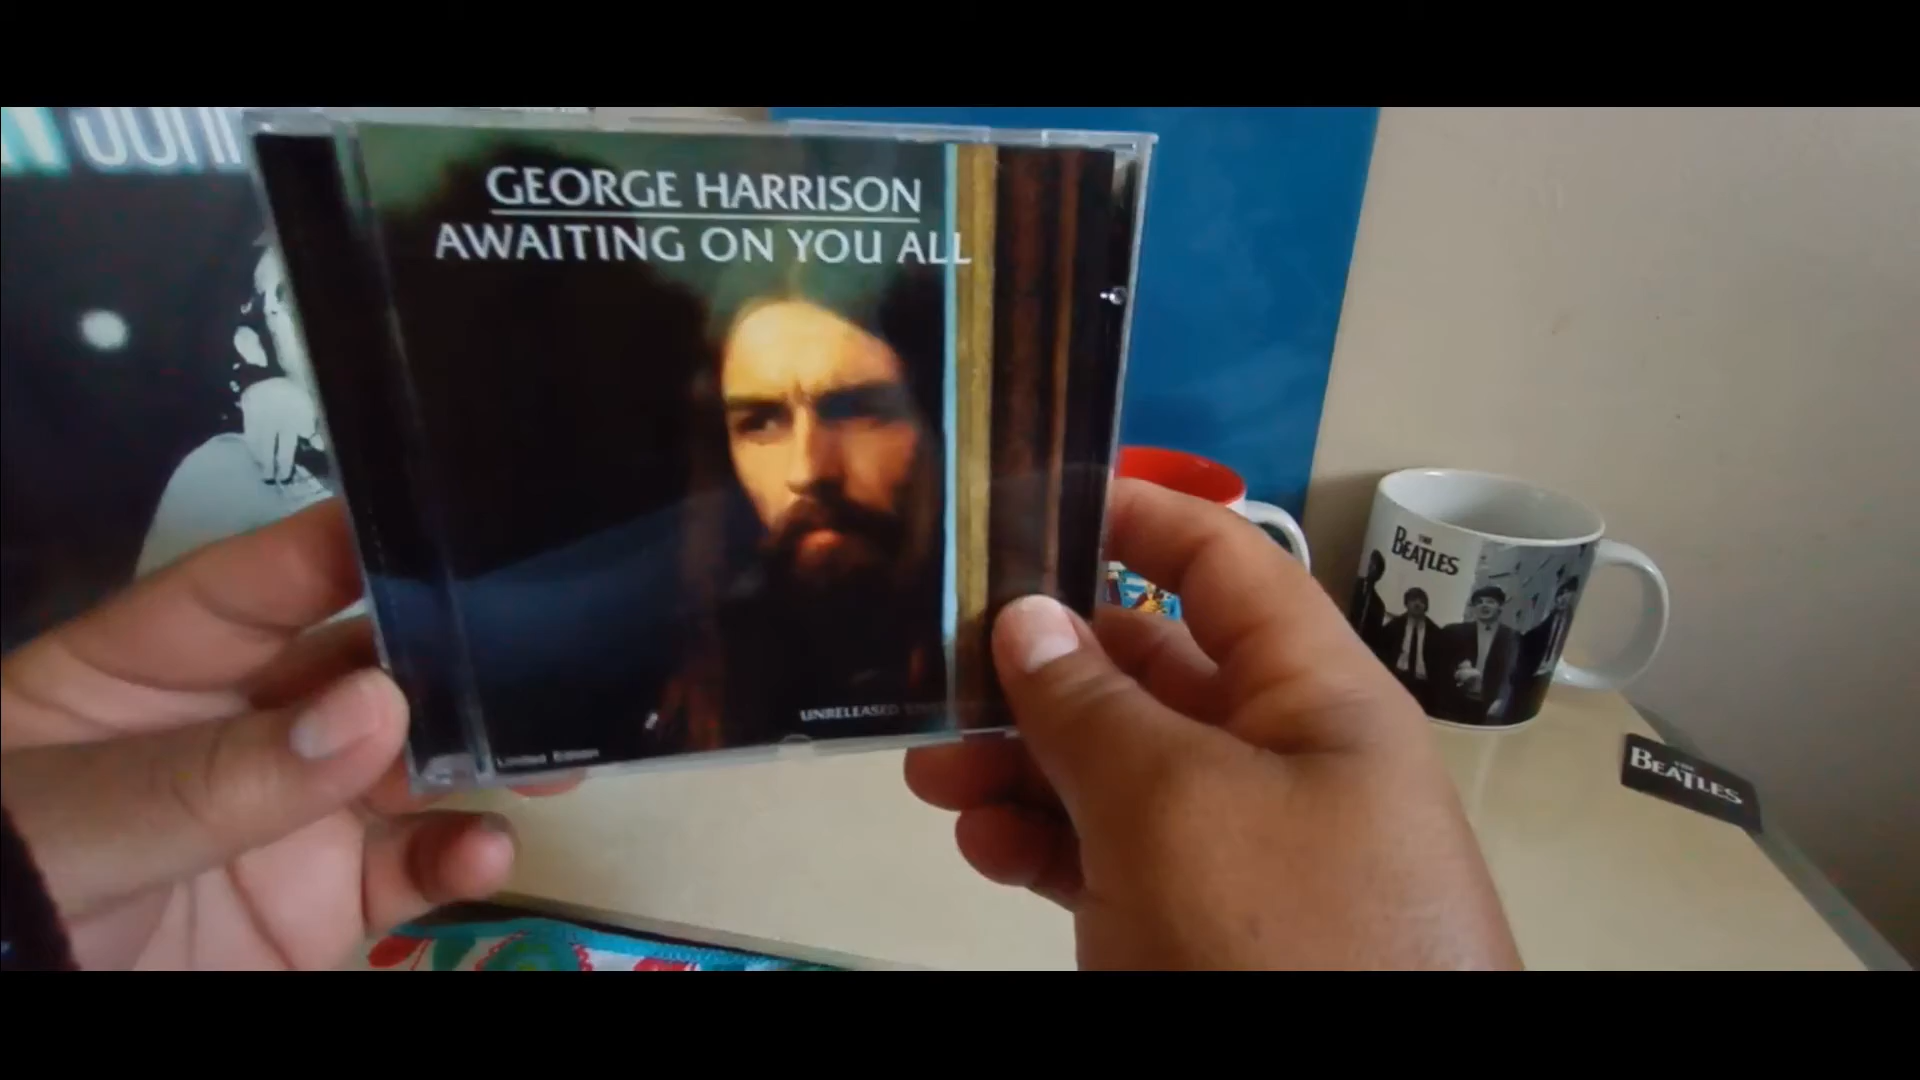 GEORGE HARRISON
AWAITING ON YOU ALL
UNRELEASED
Limited Edition
THE
BEATLES
THE
BEATLES